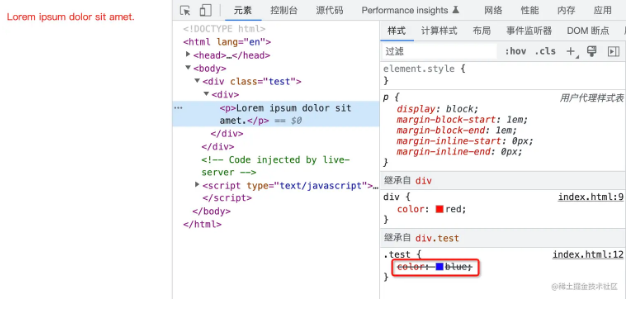 Lorem ipsum dolor sit amet.
元素 控制台 源代码 Performance insights 网络 性能 内存 应用
<!DOCTYPE html>
<html lang="en">
<head>…</head>
<body>
<div class="test">
<div>
<p>Lorem ipsum dolor sit
amet.</p> == $0
</div>
</div>
<!-- Code injected by live-
server -->
<script type="text/javascript">…
</script>
</body>
</html>
样式 计算样式 布局 事件监听器 DOM 断点
过滤 :hov .cls
element.style {
}
p { 用户代理样式表
display: block;
margin-block-start: 1em;
margin-block-end: 1em;
margin-inline-start: 0px;
margin-inline-end: 0px;
}
继承自 div
div { index.html:9
color: red;
}
继承自 div.test
.test { index.html:12
color: blue;
}
@稀土掘金技术社区